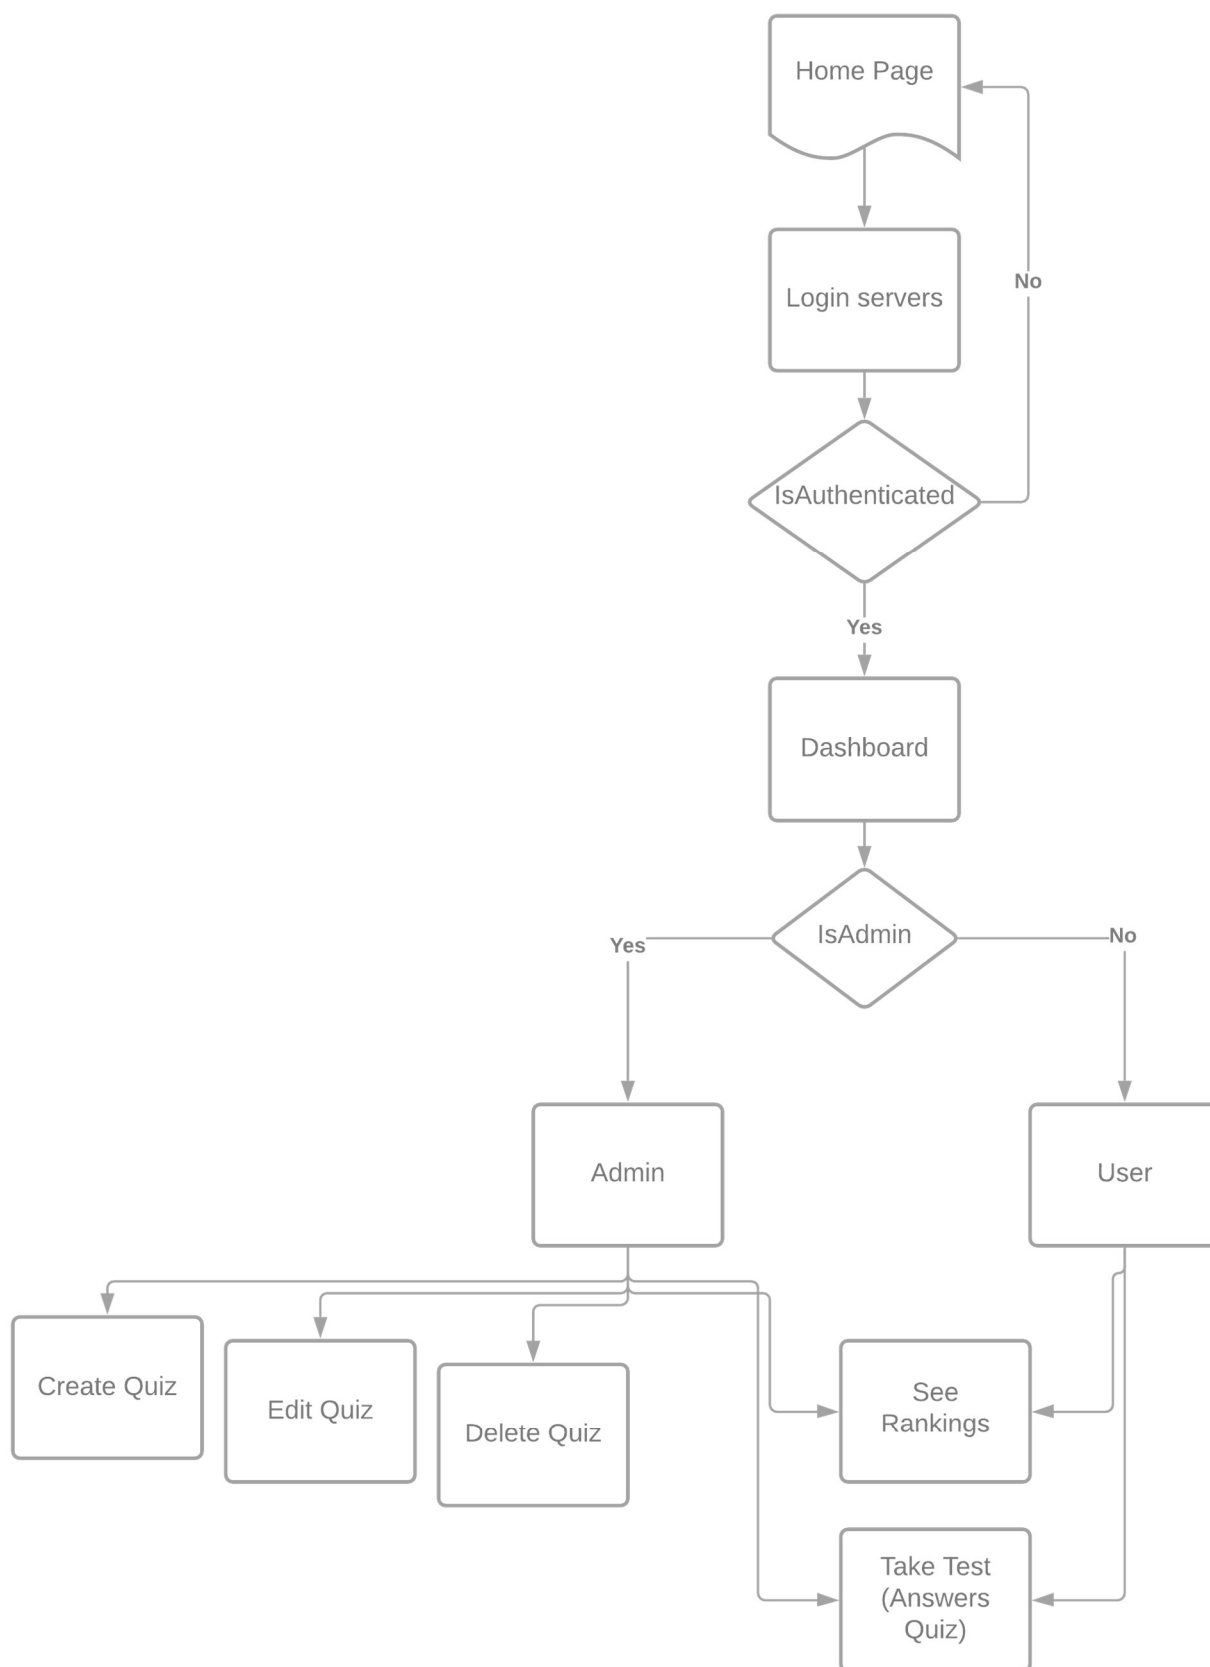 Home Page
No
Login servers
IsAuthenticated
Yes
Dashboard
IsAdmin
Yes
No
Admin
User
Create Quiz
Edit Quiz
Delete Quiz
See
Rankings
Take Test
(Answers
Quiz)